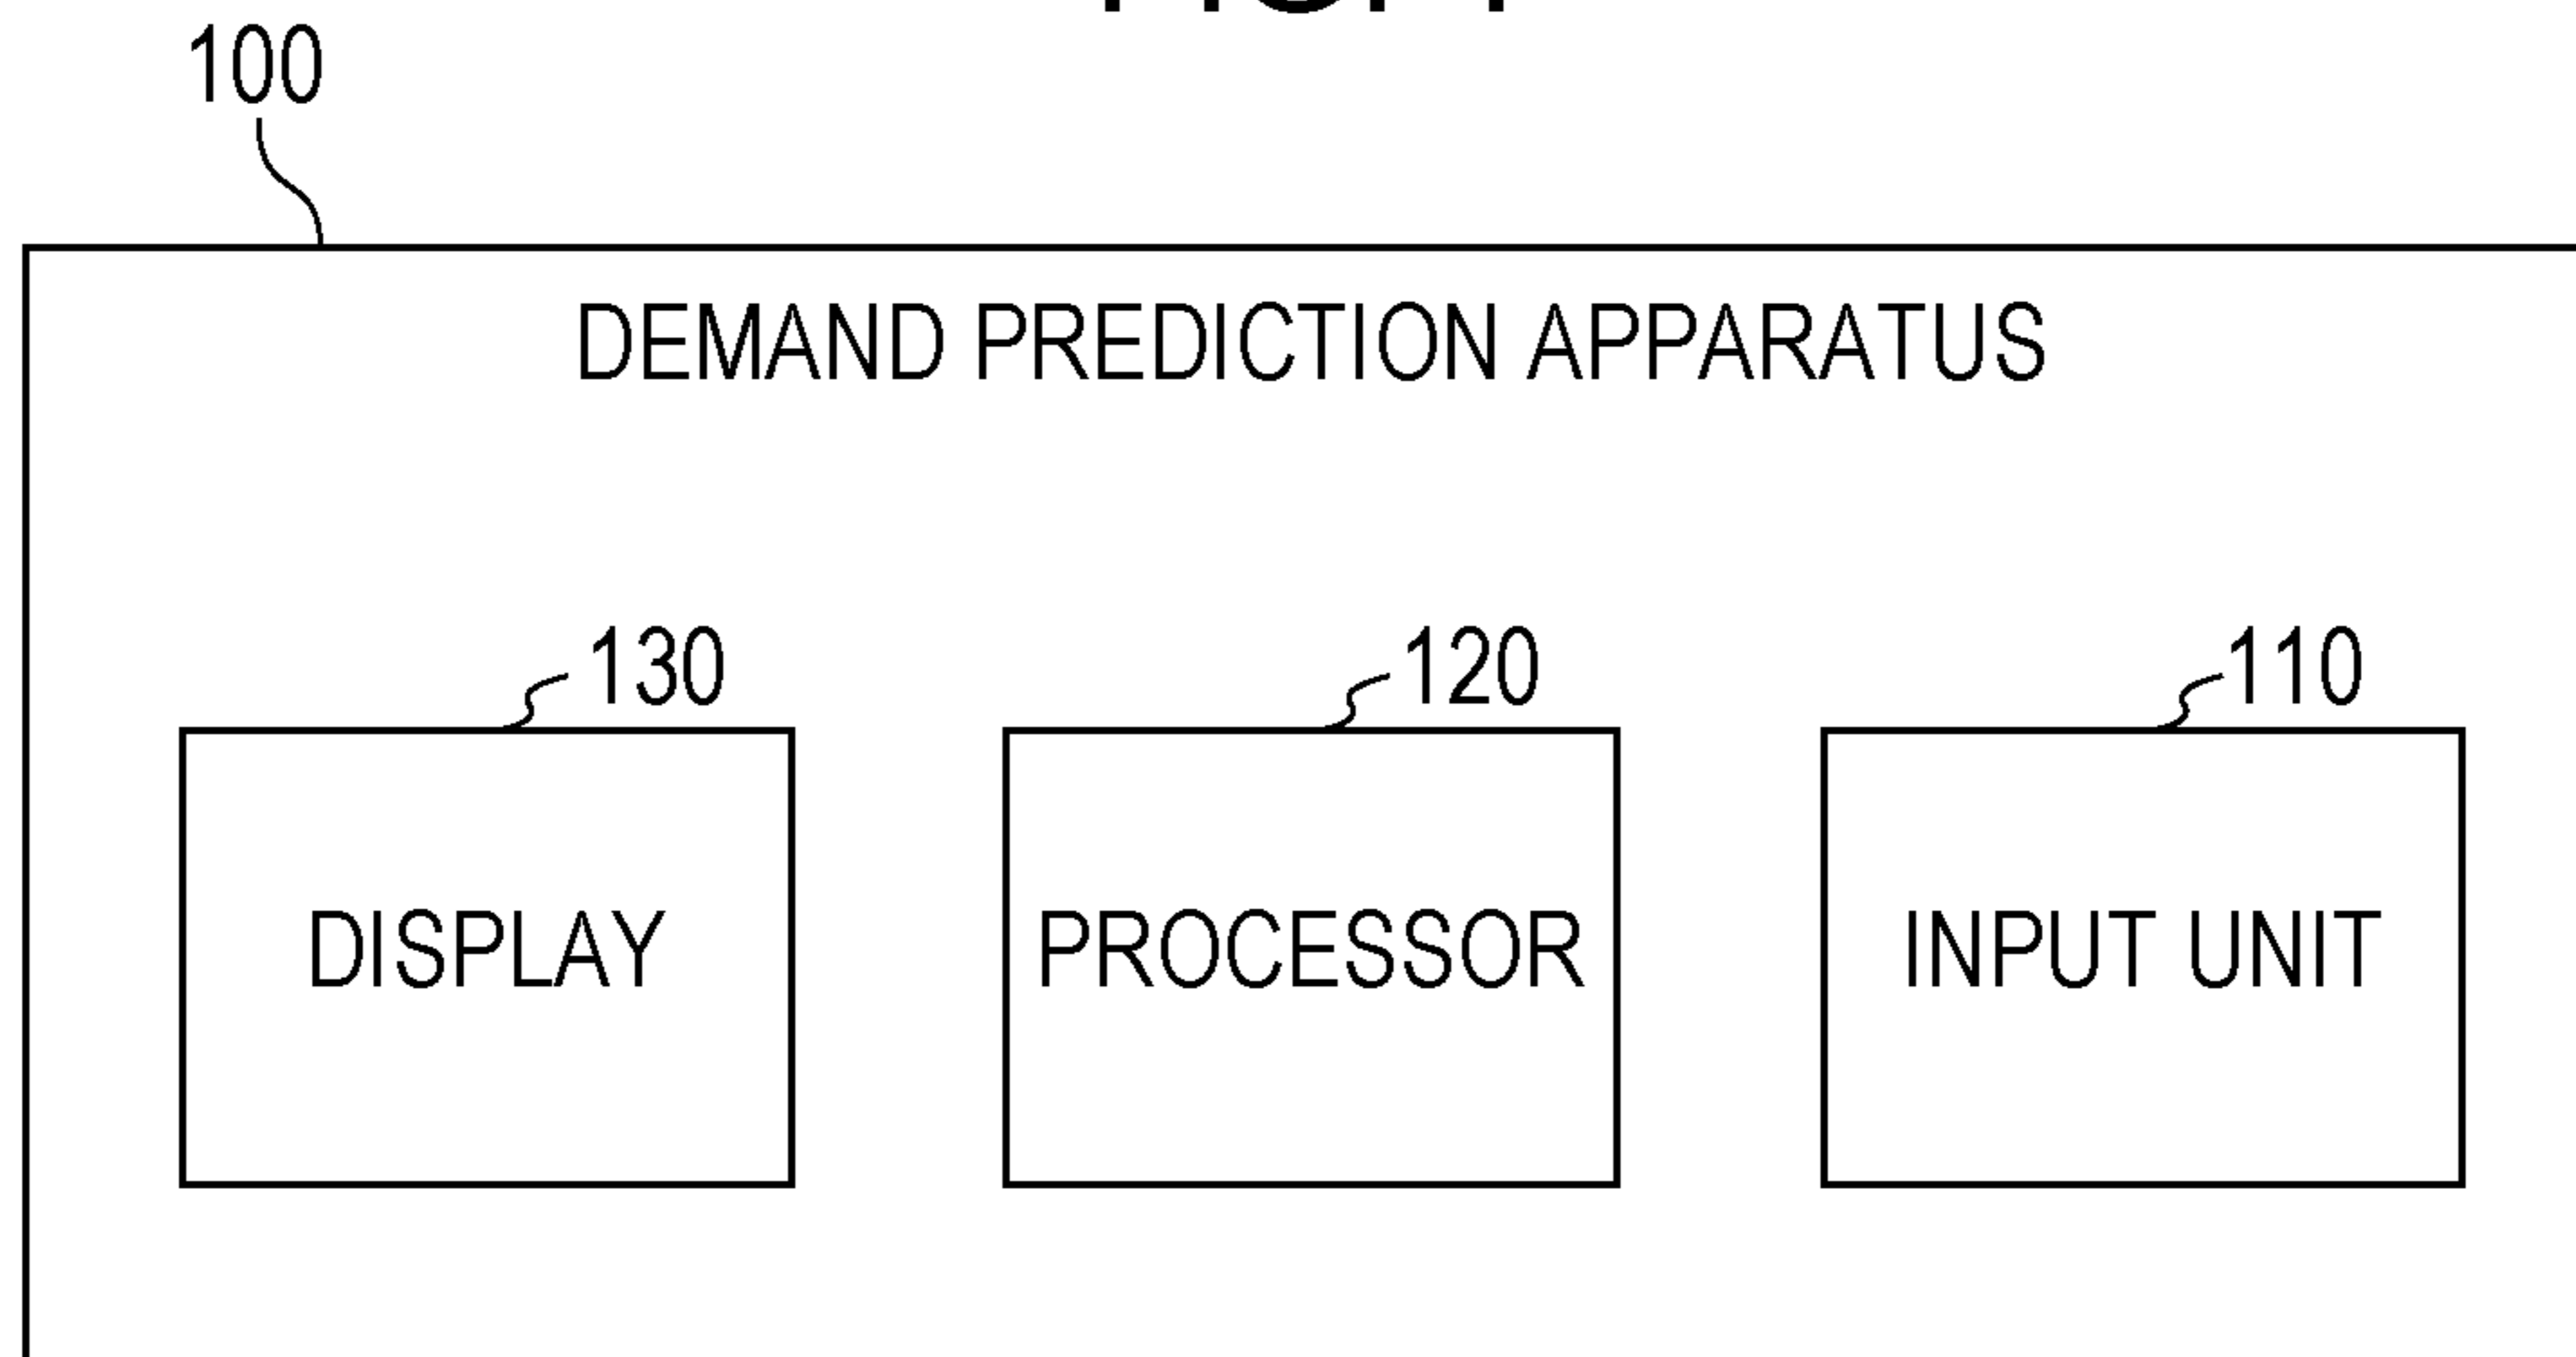 100
DEMAND PREDICTION APPARATUS
130 120 110
DISPLAY PROCESSOR INPUT UNIT